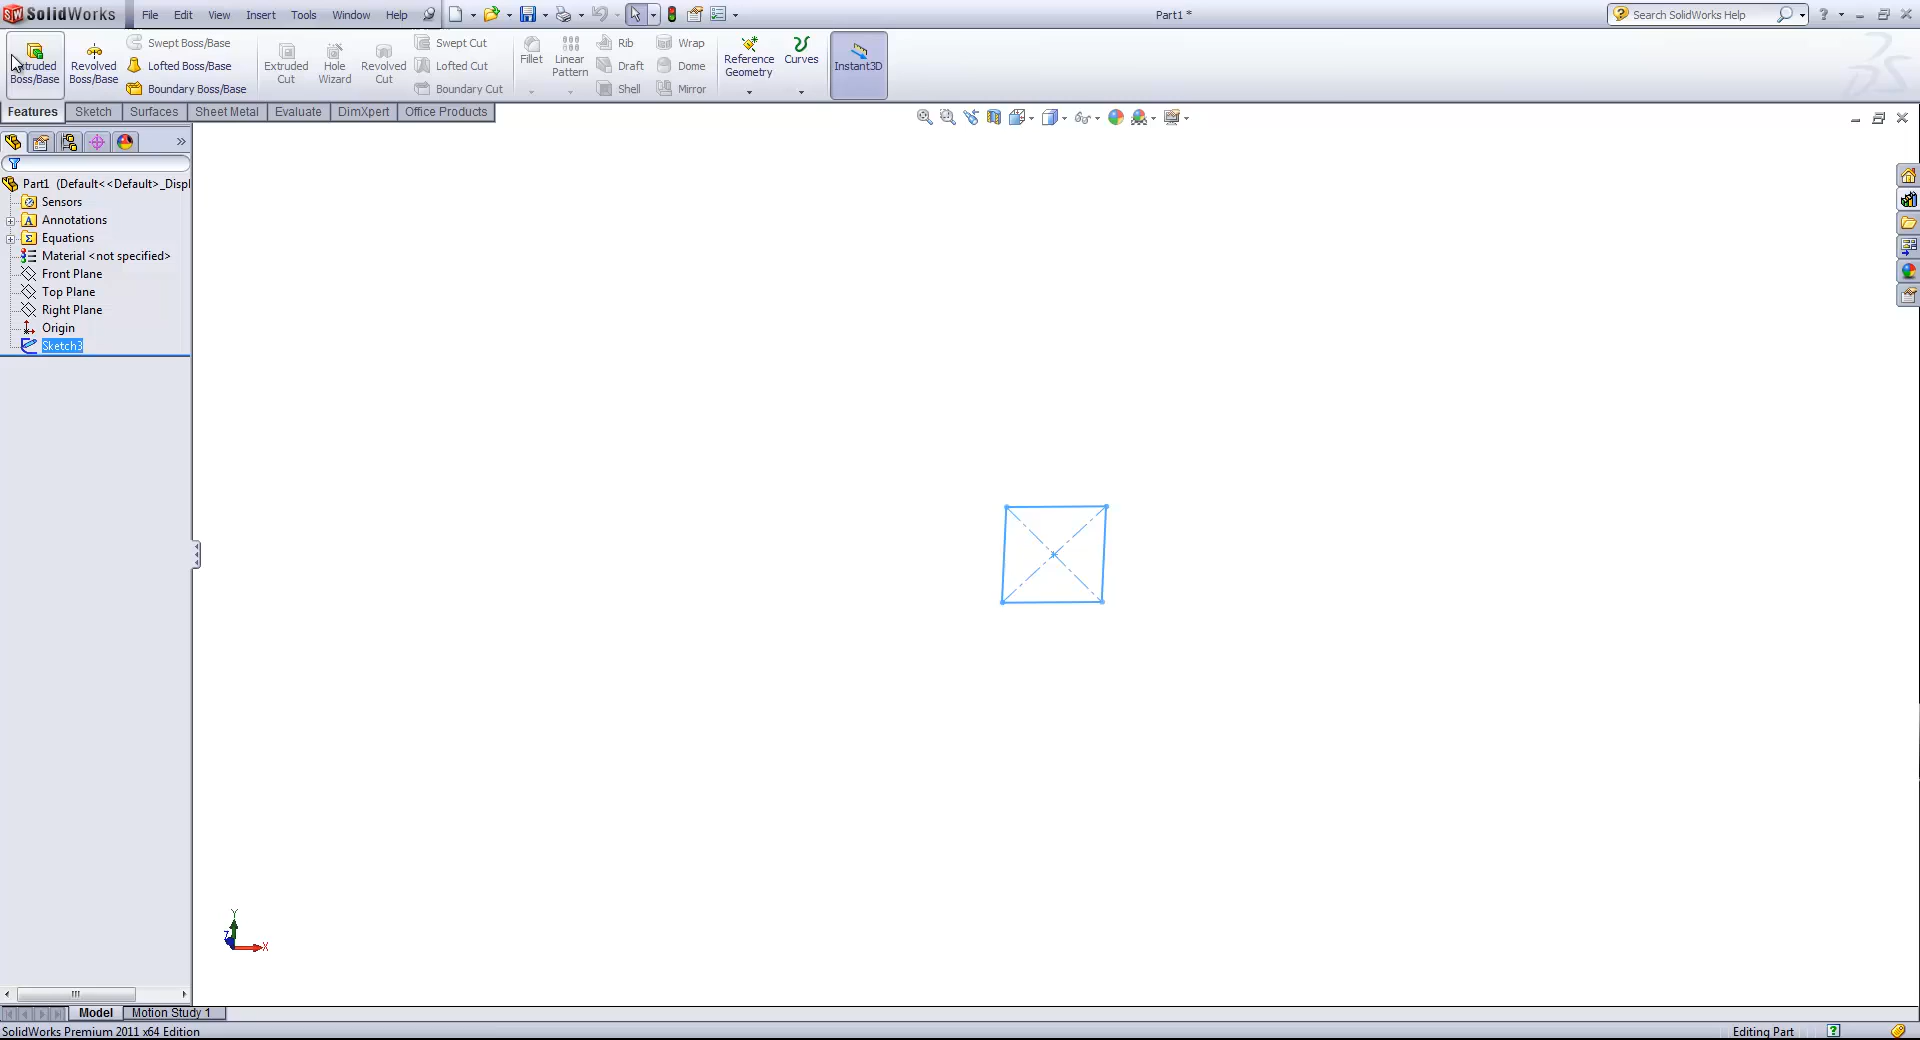 SolidWorks File Edit View Insert Tools Window Help Part1 * Search SolidWorks Help
Extruded Boss/Base
Revolved Boss/Base
Swept Boss/Base
Lofted Boss/Base
Boundary Boss/Base
Extruded Cut
Hole Wizard
Revolved Cut
Swept Cut
Lofted Cut
Boundary Cut
Fillet
Linear Pattern
Rib
Draft
Shell
Wrap
Dome
Mirror
Reference Geometry
Curves
Instant3D
Features Sketch Surfaces Sheet Metal Evaluate DimXpert Office Products
Part1 (Default<<Default>_Displ
Sensors
Annotations
Equations
Material <not specified>
Front Plane
Top Plane
Right Plane
Origin
Sketch3
Y
Z
X
Model Motion Study 1
SolidWorks Premium 2011 x64 Edition Editing Part